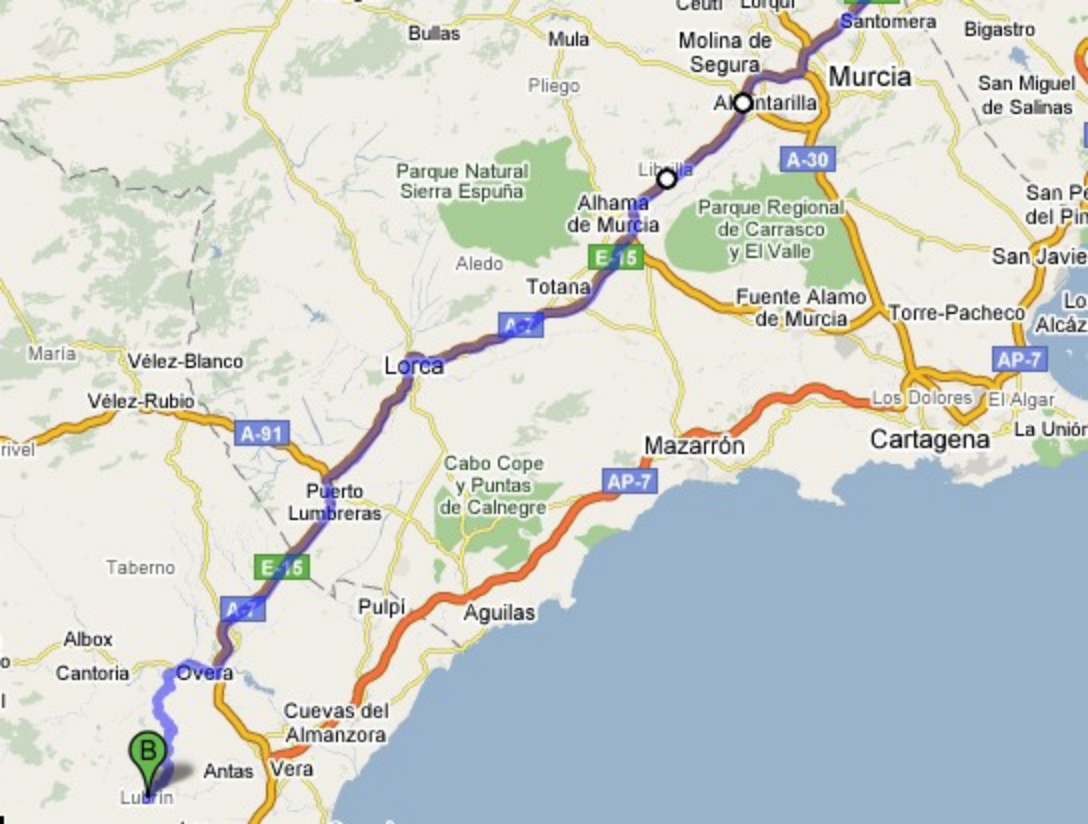 Ceutí
Lorquí
Santomera
Bullas
Mula
Bigastro
Molina de
Segura
Murcia
Pliego
San Miguel
de Salinas
Alcantarilla
A-30
Librilla
Parque Natural
Sierra Espuña
Alhama
de Murcia
Parque Regional
de Carrasco
y El Valle
San Pe
del Pin
E-15
San Javie
Aledo
Totana
Fuente Alamo
de Murcia
Torre-Pacheco
Lo
Alcáz
A-7
María
Vélez-Blanco
Lorca
AP-7
Vélez-Rubio
Los Dolores
El Algar
A-91
La Unión
rivel
Mazarrón
Cartagena
Cabo Cope
y Puntas
de Calnegre
AP-7
Puerto
Lumbreras
Taberno
E-15
A-7
Pulpí
Aguilas
Albox
Cantoria
Overa
Cuevas del
Almanzora
B
Antas
Vera
Lubrín